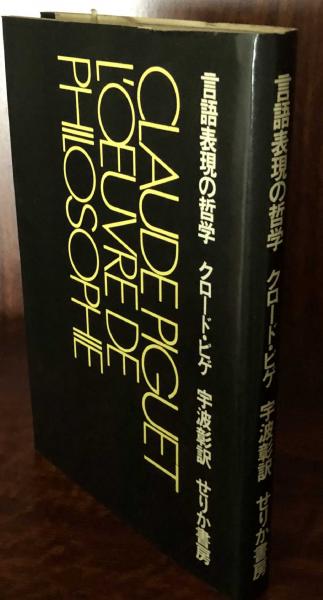 CLAUDE PIGUET
L'OEUVRE DE
PHILOSOPHIE
言語表現の哲学 クロード・ピゲ 宇波彰訳 せりか書房
言語表現の哲学 クロード・ピゲ 宇波彰訳 せりか書房